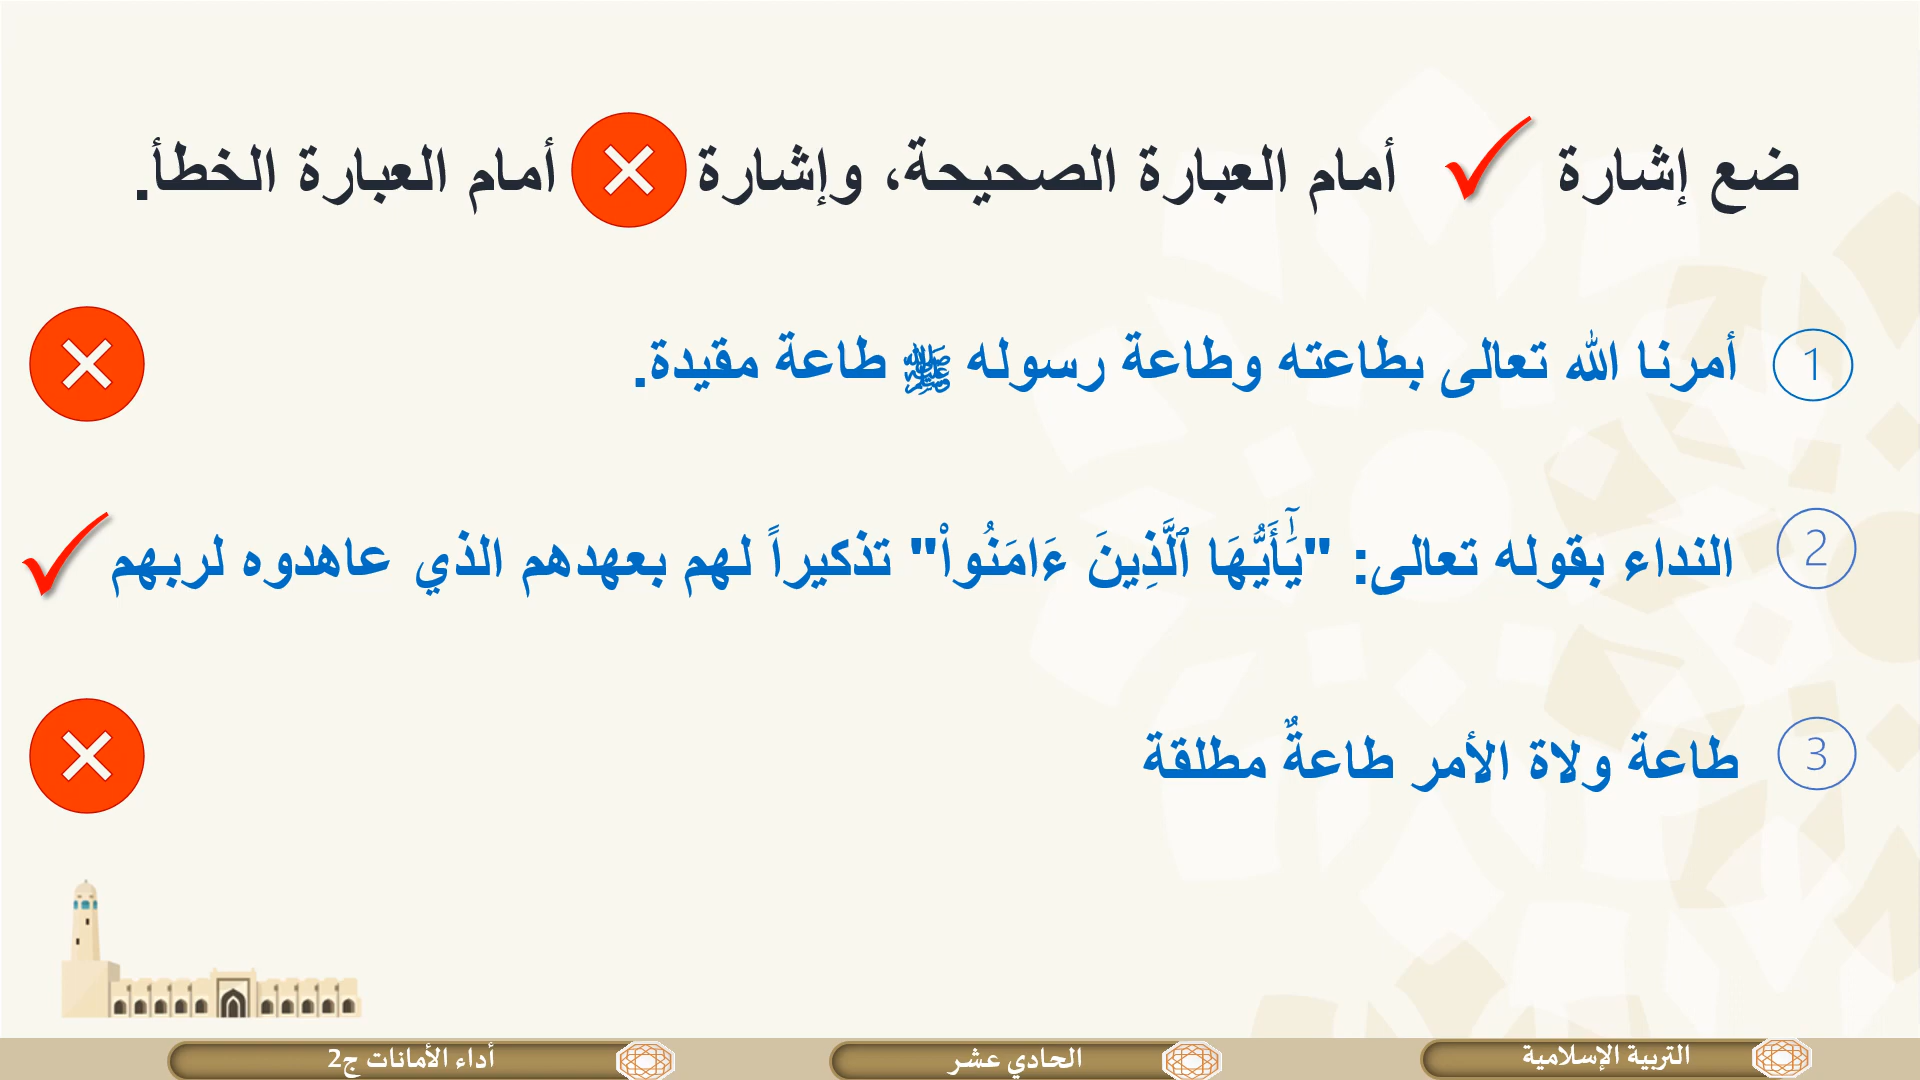 ضع إشارة ✓ أمام العبارة الصحيحة، وإشارة ✕ أمام العبارة الخطأ.
1 أمرنا الله تعالى بطاعته وطاعة رسوله ﷺ طاعة مقيدة. ✕
2 النداء بقوله تعالى: "يَٰٓأَيُّهَا ٱلَّذِينَ ءَامَنُواْ" تذكيراً لهم بعهدهم الذي عاهدوه لربهم ✓
3 طاعة ولاة الأمر طاعةٌ مطلقة ✕
التربية الإسلامية
الحادي عشر
أداء الأمانات ج2